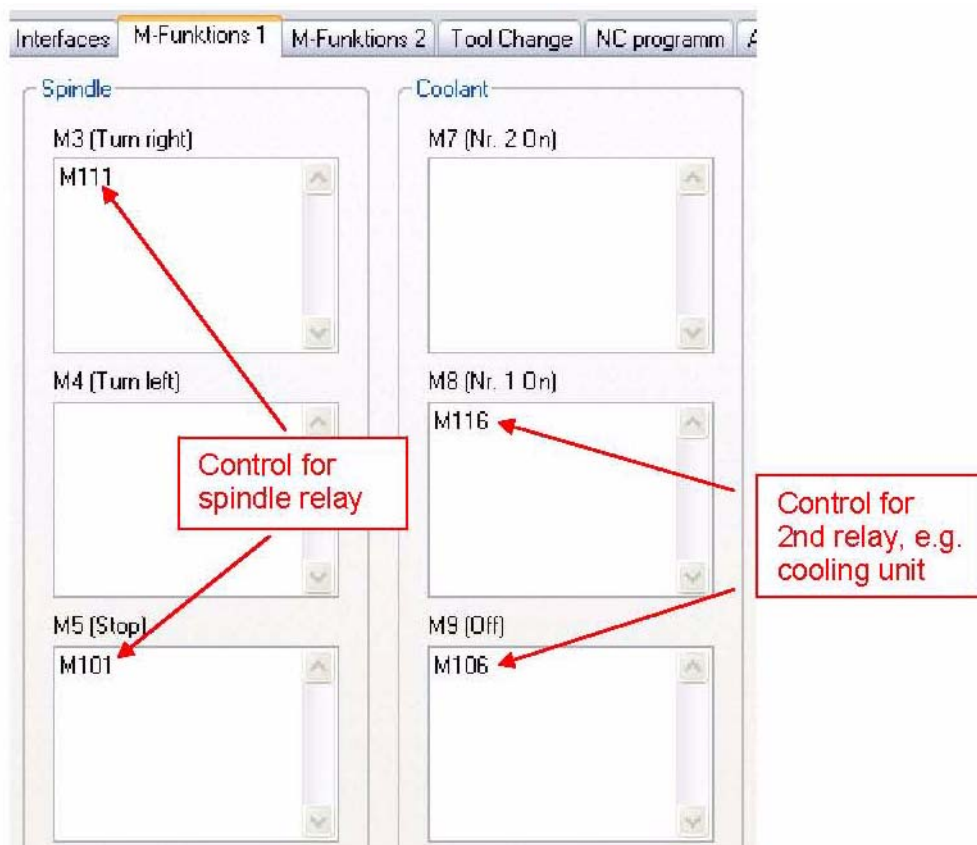 Interfaces M-Funktions 1 M-Funktions 2 Tool Change NC programm
Spindle
M3 (Turn right)
M111
M4 (Turn left)
Control for
spindle relay
M5 (Stop)
M101
Coolant
M7 (Nr. 2 On)
M8 (Nr. 1 On)
M116
M9 (Off)
M106
Control for
2nd relay, e.g.
cooling unit